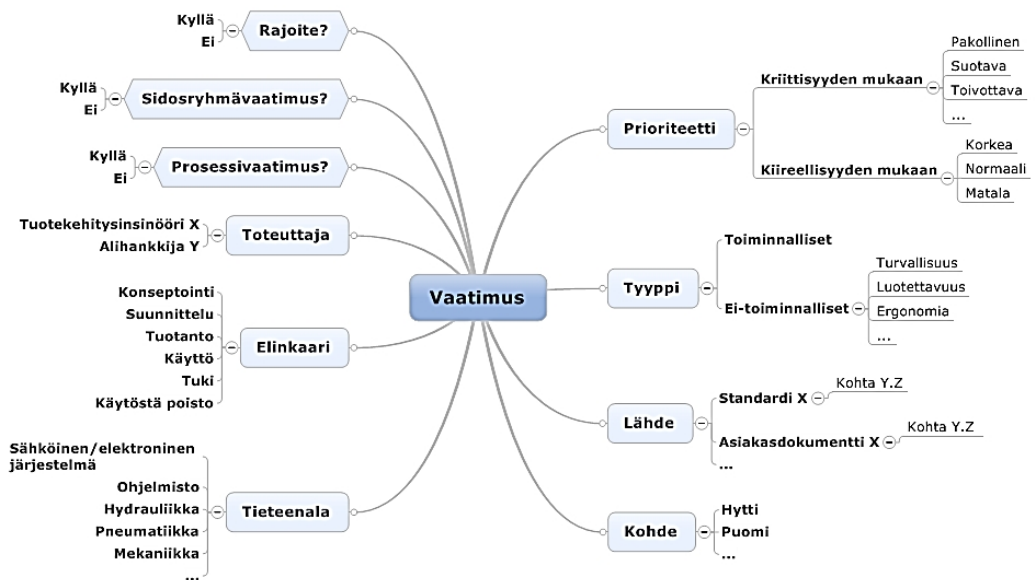 Vaatimus
Rajoite?
Kyllä
Ei
Sidosryhmävaatimus?
Kyllä
Ei
Prosessivaatimus?
Kyllä
Ei
Toteuttaja
Tuotekehitysinsinööri X
Alihankkija Y
Elinkaari
Konseptointi
Suunnittelu
Tuotanto
Käyttö
Tuki
Käytöstä poisto
Tieteenala
Sähköinen/elektroninen
järjestelmä
Ohjelmisto
Hydrauliikka
Pneumatiikka
Mekaniikka
...
Prioriteetti
Kriittisyyden mukaan
Pakollinen
Suotava
Toivottava
...
Kiireellisyyden mukaan
Korkea
Normaali
Matala
Tyyppi
Toiminnalliset
Ei-toiminnalliset
Turvallisuus
Luotettavuus
Ergonomia
...
Lähde
Standardi X
Kohta Y.Z
Asiakasdokumentti X
Kohta Y.Z
...
Kohde
Hytti
Puomi
...